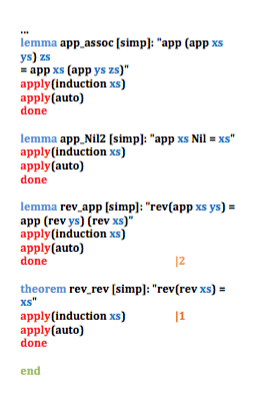 ...
lemma app_assoc [simp]: "app (app xs
ys) zs
= app xs (app ys zs)"
apply(induction xs)
apply(auto)
done
lemma app_Nil2 [simp]: "app xs Nil = xs"
apply(induction xs)
apply(auto)
done
lemma rev_app [simp]: "rev(app xs ys) =
app (rev ys) (rev xs)"
apply(induction xs)
apply(auto)
done |2
theorem rev_rev [simp]: "rev(rev xs) =
xs"
apply(induction xs) |1
apply(auto)
done
end